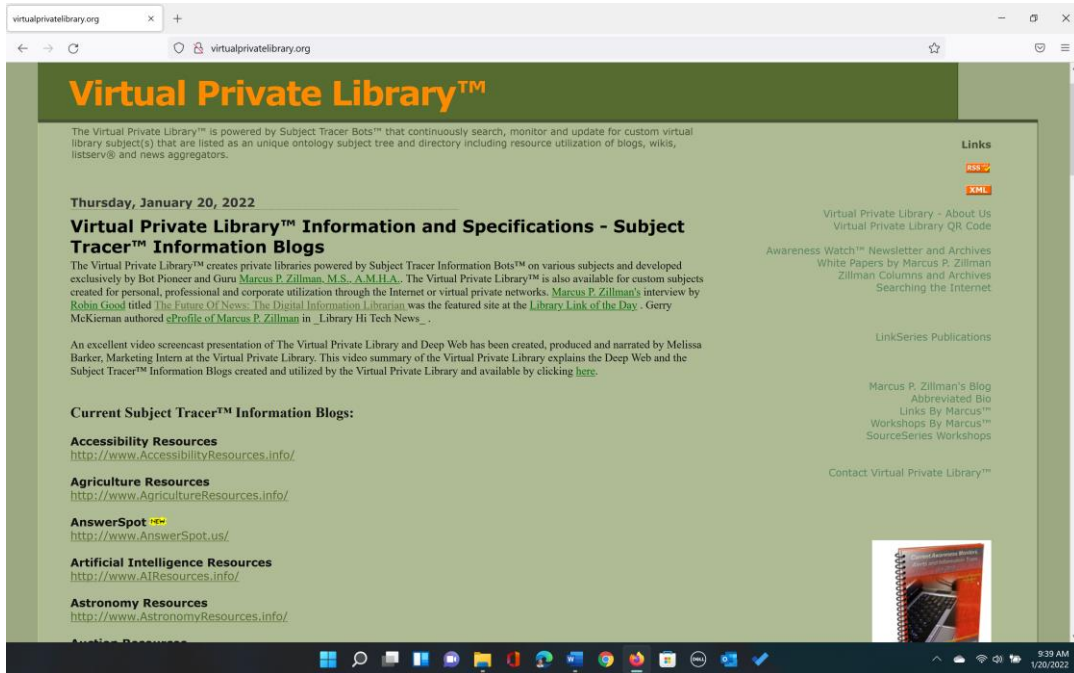 virtualprivatelibrary.org
virtualprivatelibrary.org
Virtual Private Library™
The Virtual Private Library™ is powered by Subject Tracer Bots™ that continuously search, monitor and update for custom virtual
library subject(s) that are listed as an unique ontology subject tree and directory including resource utilization of blogs, wikis,
listserv® and news aggregators.
Thursday, January 20, 2022
Virtual Private Library™ Information and Specifications - Subject
Tracer™ Information Blogs
The Virtual Private Library™ creates private libraries powered by Subject Tracer Information Bots™ on various subjects and developed
exclusively by Bot Pioneer and Guru Marcus P. Zillman, M.S., A.M.H.A.. The Virtual Private Library™ is also available for custom subjects
created for personal, professional and corporate utilization through the Internet or virtual private networks. Marcus P. Zillman's interview by
Robin Good titled The Future Of News: The Digital Information Librarian was the featured site at the Library Link of the Day . Gerry
McKiernan authored eProfile of Marcus P. Zillman in _Library Hi Tech News_ .
An excellent video screencast presentation of The Virtual Private Library and Deep Web has been created, produced and narrated by Melissa
Barker, Marketing Intern at the Virtual Private Library. This video summary of the Virtual Private Library explains the Deep Web and the
Subject Tracer™ Information Blogs created and utilized by the Virtual Private Library and available by clicking here.
Current Subject Tracer™ Information Blogs:
Accessibility Resources
http://www.AccessibilityResources.info/
Agriculture Resources
http://www.AgricultureResources.info/
AnswerSpot NEW
http://www.AnswerSpot.us/
Artificial Intelligence Resources
http://www.AIResources.info/
Astronomy Resources
http://www.AstronomyResources.info/
Auction Resources
Links
RSS
XML
Virtual Private Library - About Us
Virtual Private Library QR Code
Awareness Watch™ Newsletter and Archives
White Papers by Marcus P. Zillman
Zillman Columns and Archives
Searching the Internet
LinkSeries Publications
Marcus P. Zillman's Blog
Abbreviated Bio
Links By Marcus™
Workshops By Marcus™
SourceSeries Workshops
Contact Virtual Private Library™
DELL
9:39 AM
1/20/2022